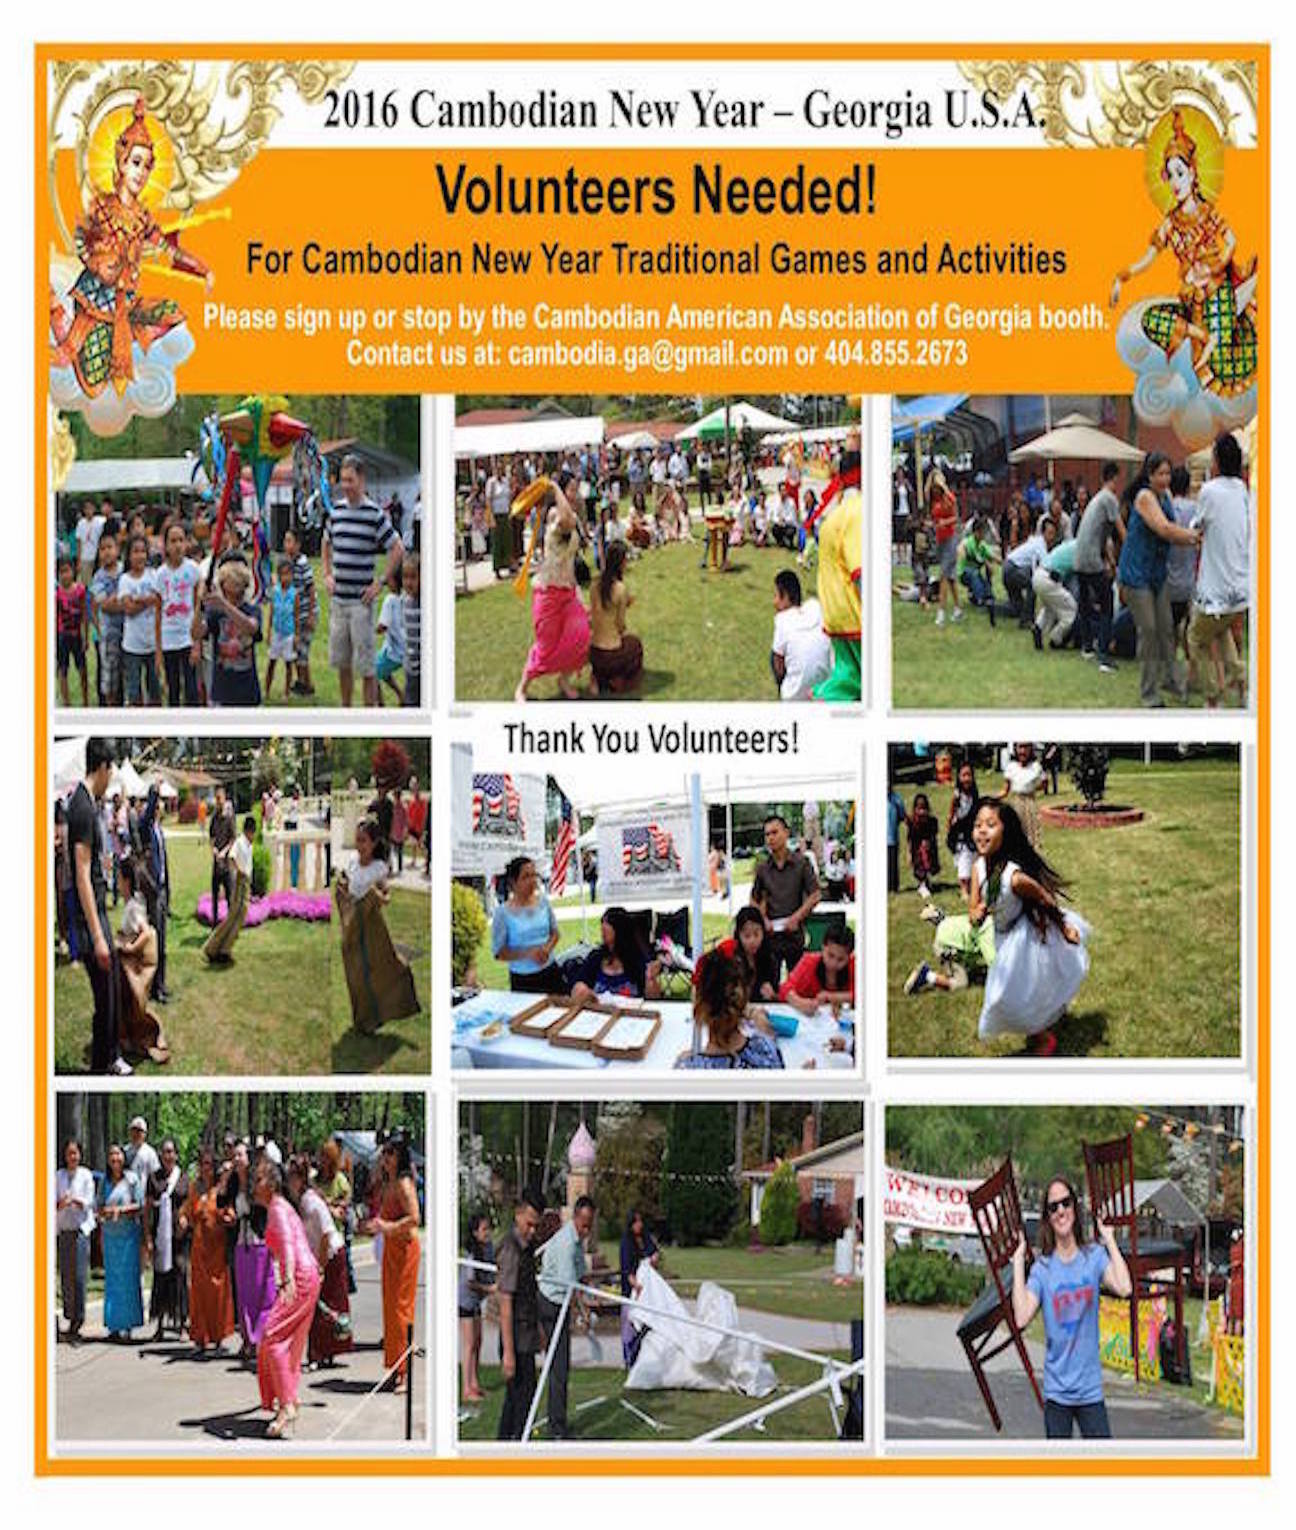 2016 Cambodian New Year – Georgia U.S.A.
Volunteers Needed!
For Cambodian New Year Traditional Games and Activities
Please sign up or stop by the Cambodian American Association of Georgia booth.
Contact us at: cambodia.ga@gmail.com or 404.855.2673
Thank You Volunteers!